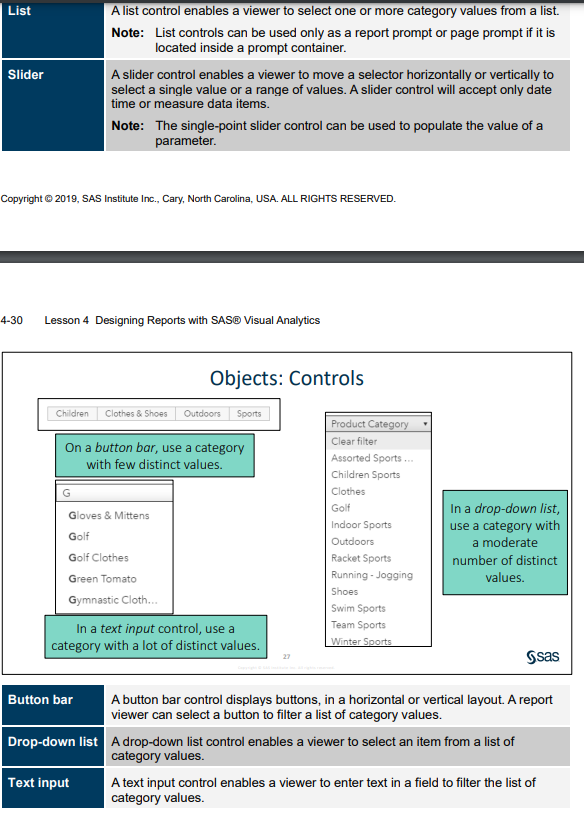 List
A list control enables a viewer to select one or more category values from a list.
Note: List controls can be used only as a report prompt or page prompt if it is
located inside a prompt container.
Slider
A slider control enables a viewer to move a selector horizontally or vertically to
select a single value or a range of values. A slider control will accept only date
time or measure data items.
Note: The single-point slider control can be used to populate the value of a
parameter.
Copyright © 2019, SAS Institute Inc., Cary, North Carolina, USA. ALL RIGHTS RESERVED.
4-30 Lesson 4 Designing Reports with SAS® Visual Analytics
Objects: Controls
Children Clothes & Shoes Outdoors Sports
On a button bar, use a category
with few distinct values.
G
Gloves & Mittens
Golf
Golf Clothes
Green Tomato
Gymnastic Cloth...
In a text input control, use a
category with a lot of distinct values.
Product Category
Clear filter
Assorted Sports ...
Children Sports
Clothes
Golf
Indoor Sports
Outdoors
Racket Sports
Running - Jogging
Shoes
Swim Sports
Team Sports
Winter Sports
In a drop-down list,
use a category with
a moderate
number of distinct
values.
27
sas
Button bar
A button bar control displays buttons, in a horizontal or vertical layout. A report
viewer can select a button to filter a list of category values.
Drop-down list
A drop-down list control enables a viewer to select an item from a list of
category values.
Text input
A text input control enables a viewer to enter text in a field to filter the list of
category values.